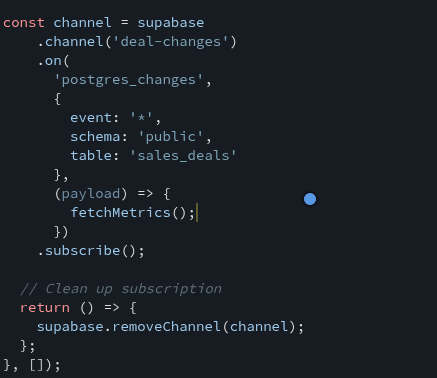 const channel = supabase
    .channel('deal-changes')
    .on(
      'postgres_changes',
      {
        event: '*',
        schema: 'public',
        table: 'sales_deals'
      },
      (payload) => {
        fetchMetrics();
      })
    .subscribe();

  // Clean up subscription
  return () => {
    supabase.removeChannel(channel);
  };
}, []);